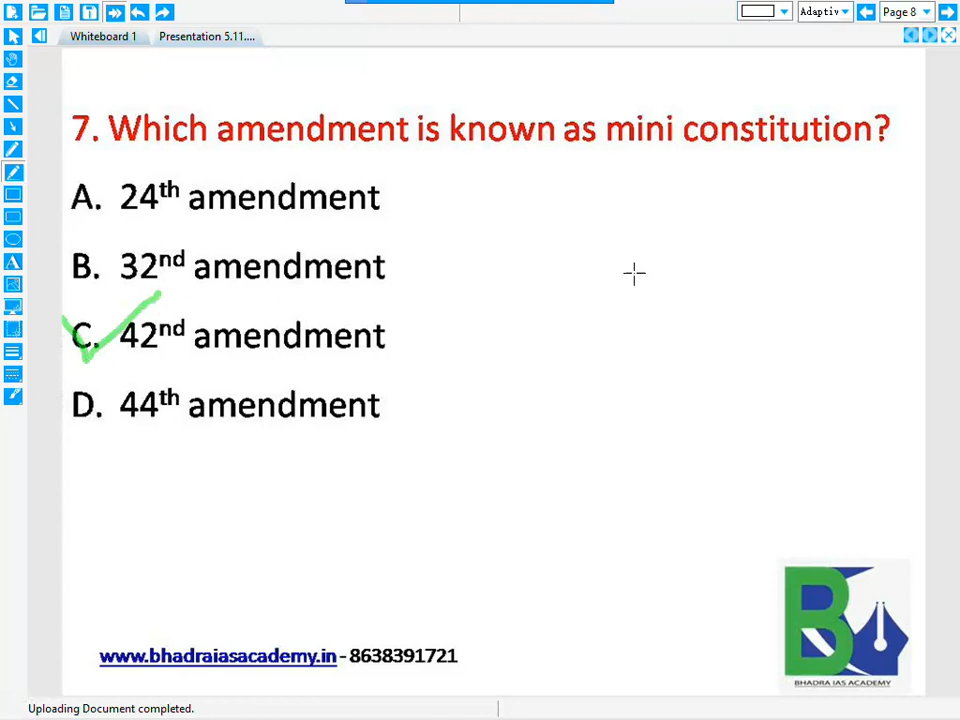 Adaptiv
Page 8
Whiteboard 1
Presentation 5.11....
7. Which amendment is known as mini constitution?
A. 24th amendment
B. 32nd amendment
C. 42nd amendment
D. 44th amendment
BHADRA IAS ACADEMY
www.bhadraiasacademy.in - 8638391721
Uploading Document completed.